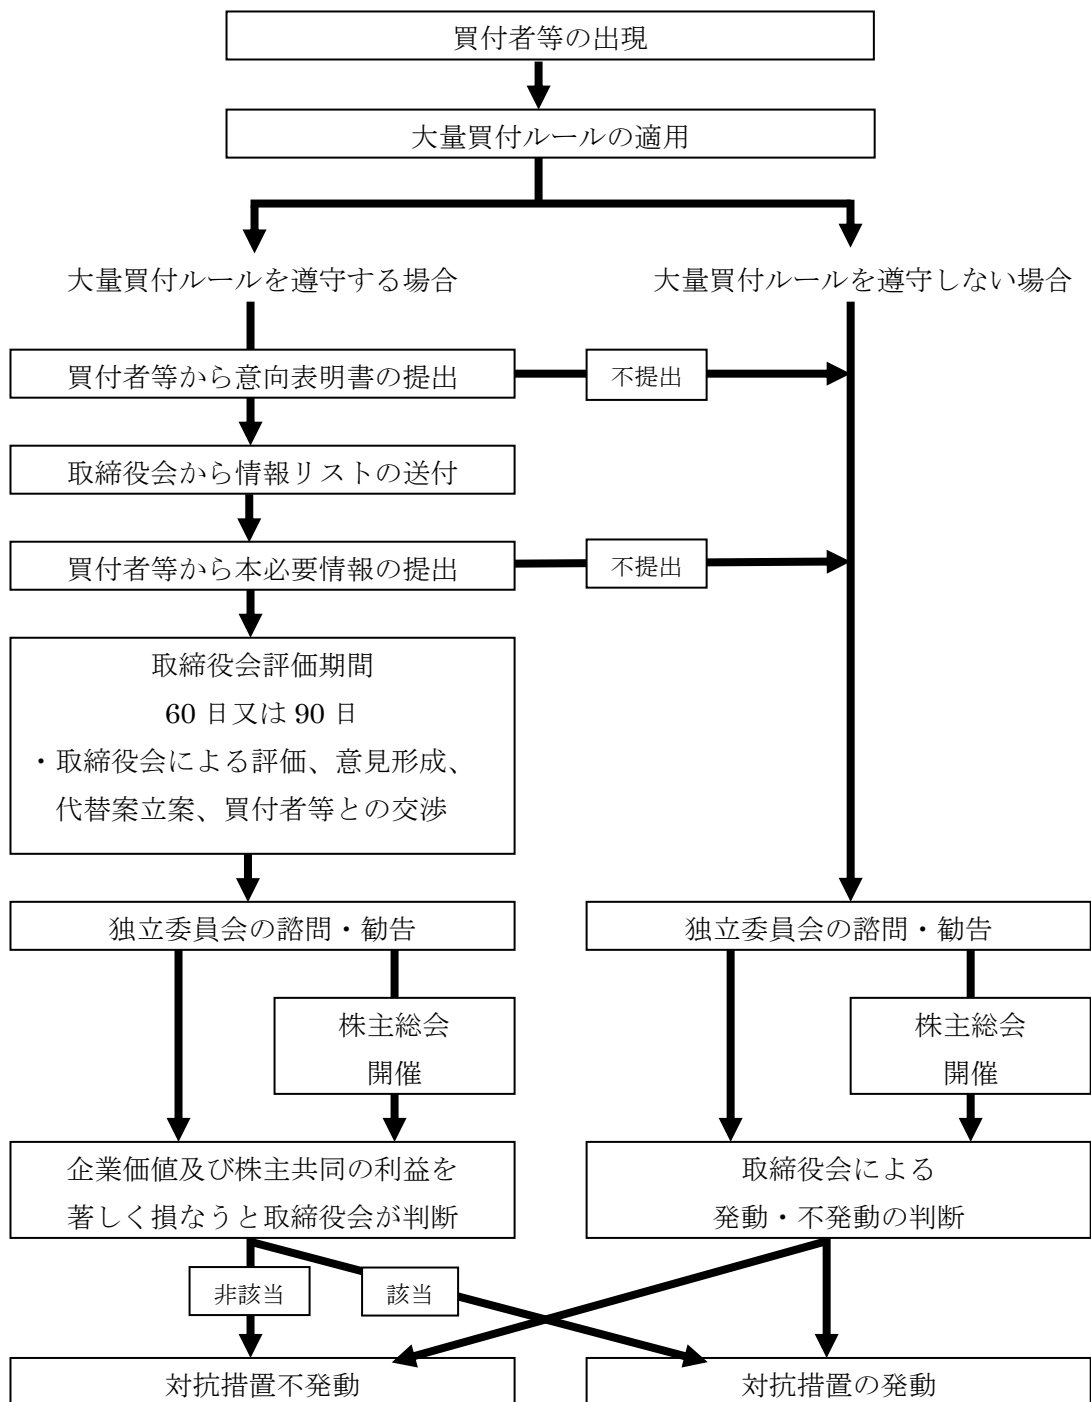 買付者等の出現
大量買付ルールの適用
大量買付ルールを遵守する場合
大量買付ルールを遵守しない場合
買付者等から意向表明書の提出
不提出
取締役会から情報リストの送付
買付者等から本必要情報の提出
不提出
取締役会評価期間
60 日又は 90 日
・取締役会による評価、意見形成、
代替案立案、買付者等との交渉
独立委員会の諮問・勧告
独立委員会の諮問・勧告
株主総会
開催
株主総会
開催
企業価値及び株主共同の利益を
著しく損なうと取締役会が判断
取締役会による
発動・不発動の判断
非該当
該当
対抗措置不発動
対抗措置の発動